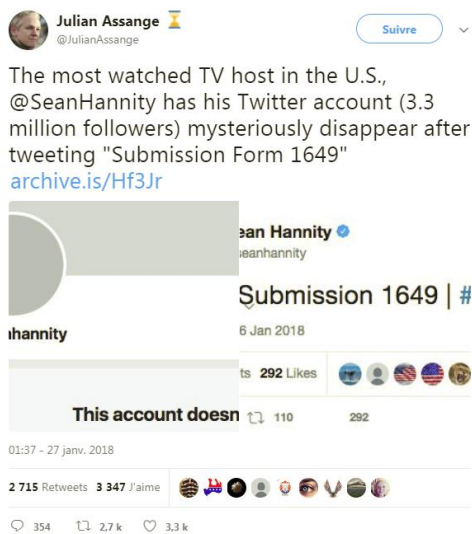 Julian Assange
@JulianAssange
Suivre
The most watched TV host in the U.S.,
@SeanHannity has his Twitter account (3.3
million followers) mysteriously disappear after
tweeting "Submission Form 1649"
archive.is/Hf3Jr
hannity
This account doesn
ean Hannity
seanhannity
Submission 1649 | #
6 Jan 2018
ts 292 Likes
110 292
01:37 - 27 janv. 2018
2 715 Retweets 3 347 J'aime
354 2,7 k 3,3 k